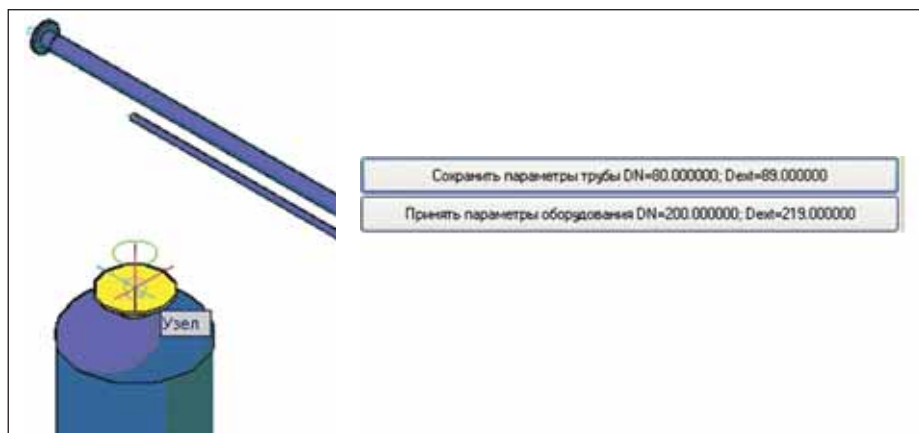 Сохранить параметры трубы DN=80.000000; Dext=89.000000
Принять параметры оборудования DN=200.000000; Dext=219.000000
Узел